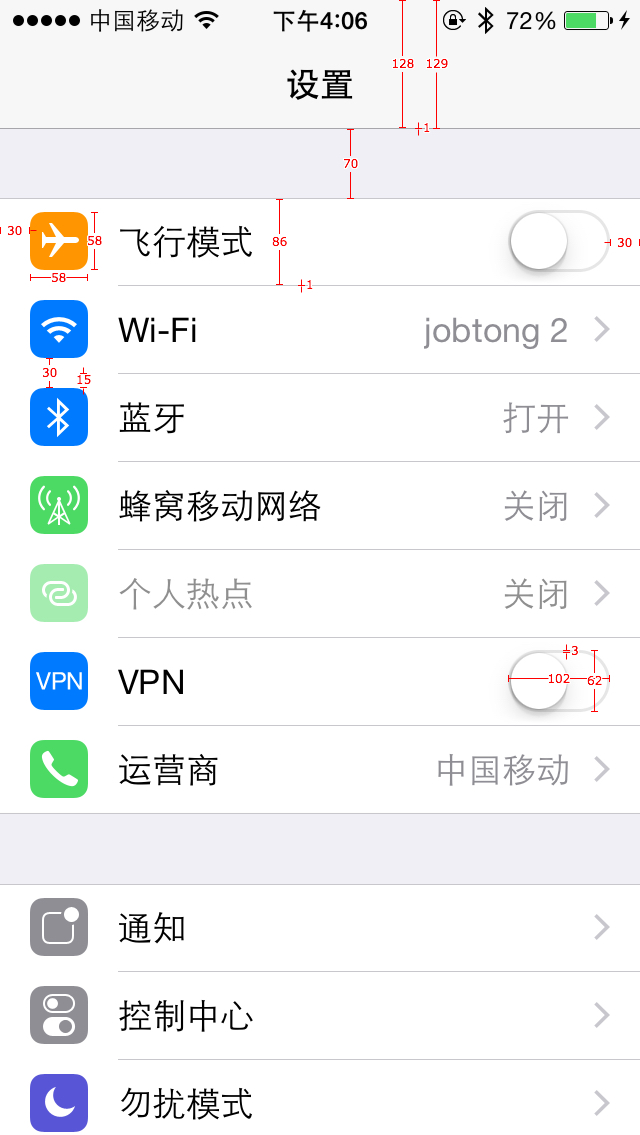 中国移动 下午4:06 72%
设置
128 129
1
70
30 58 飞行模式 86 30
58 1
Wi-Fi jobtong 2
30 15
蓝牙 打开
蜂窝移动网络 关闭
个人热点 关闭
3
VPN VPN 102 62
运营商 中国移动
通知
控制中心
勿扰模式